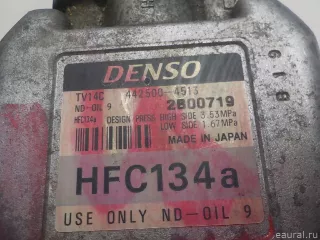 DENSO
TV14C 442500-4513
ND-OIL 9 2800719
HFC134a DESIGN PRESS HIGH SIDE 3.53MPa
LOW SIDE 1.67MPa
MADE IN JAPAN
HFC134a
USE ONLY ND-OIL 9
eaural.ru